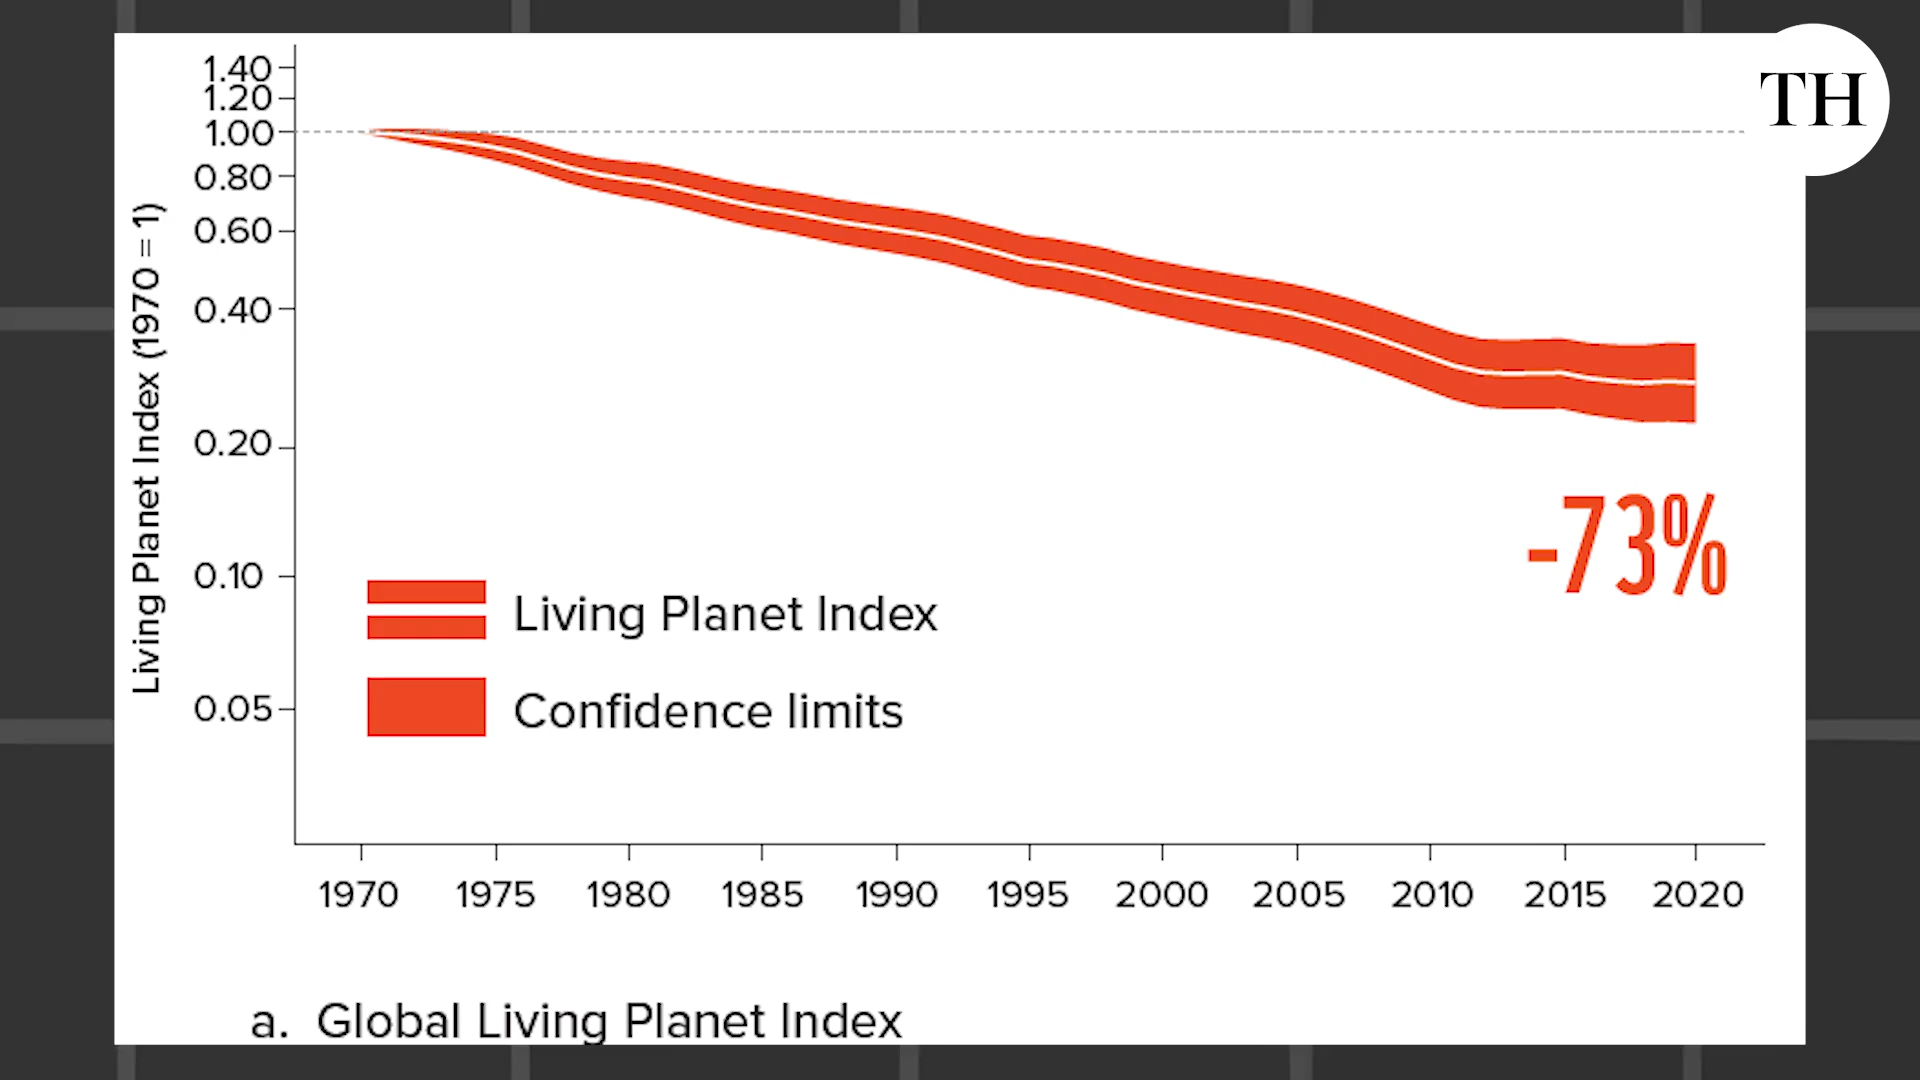 TH
1.40
1.20
1.00
0.80
0.60
0.40
0.20
0.10
0.05
Living Planet Index (1970 = 1)
-73%
Living Planet Index
Confidence limits
1970 1975 1980 1985 1990 1995 2000 2005 2010 2015 2020
a. Global Living Planet Index